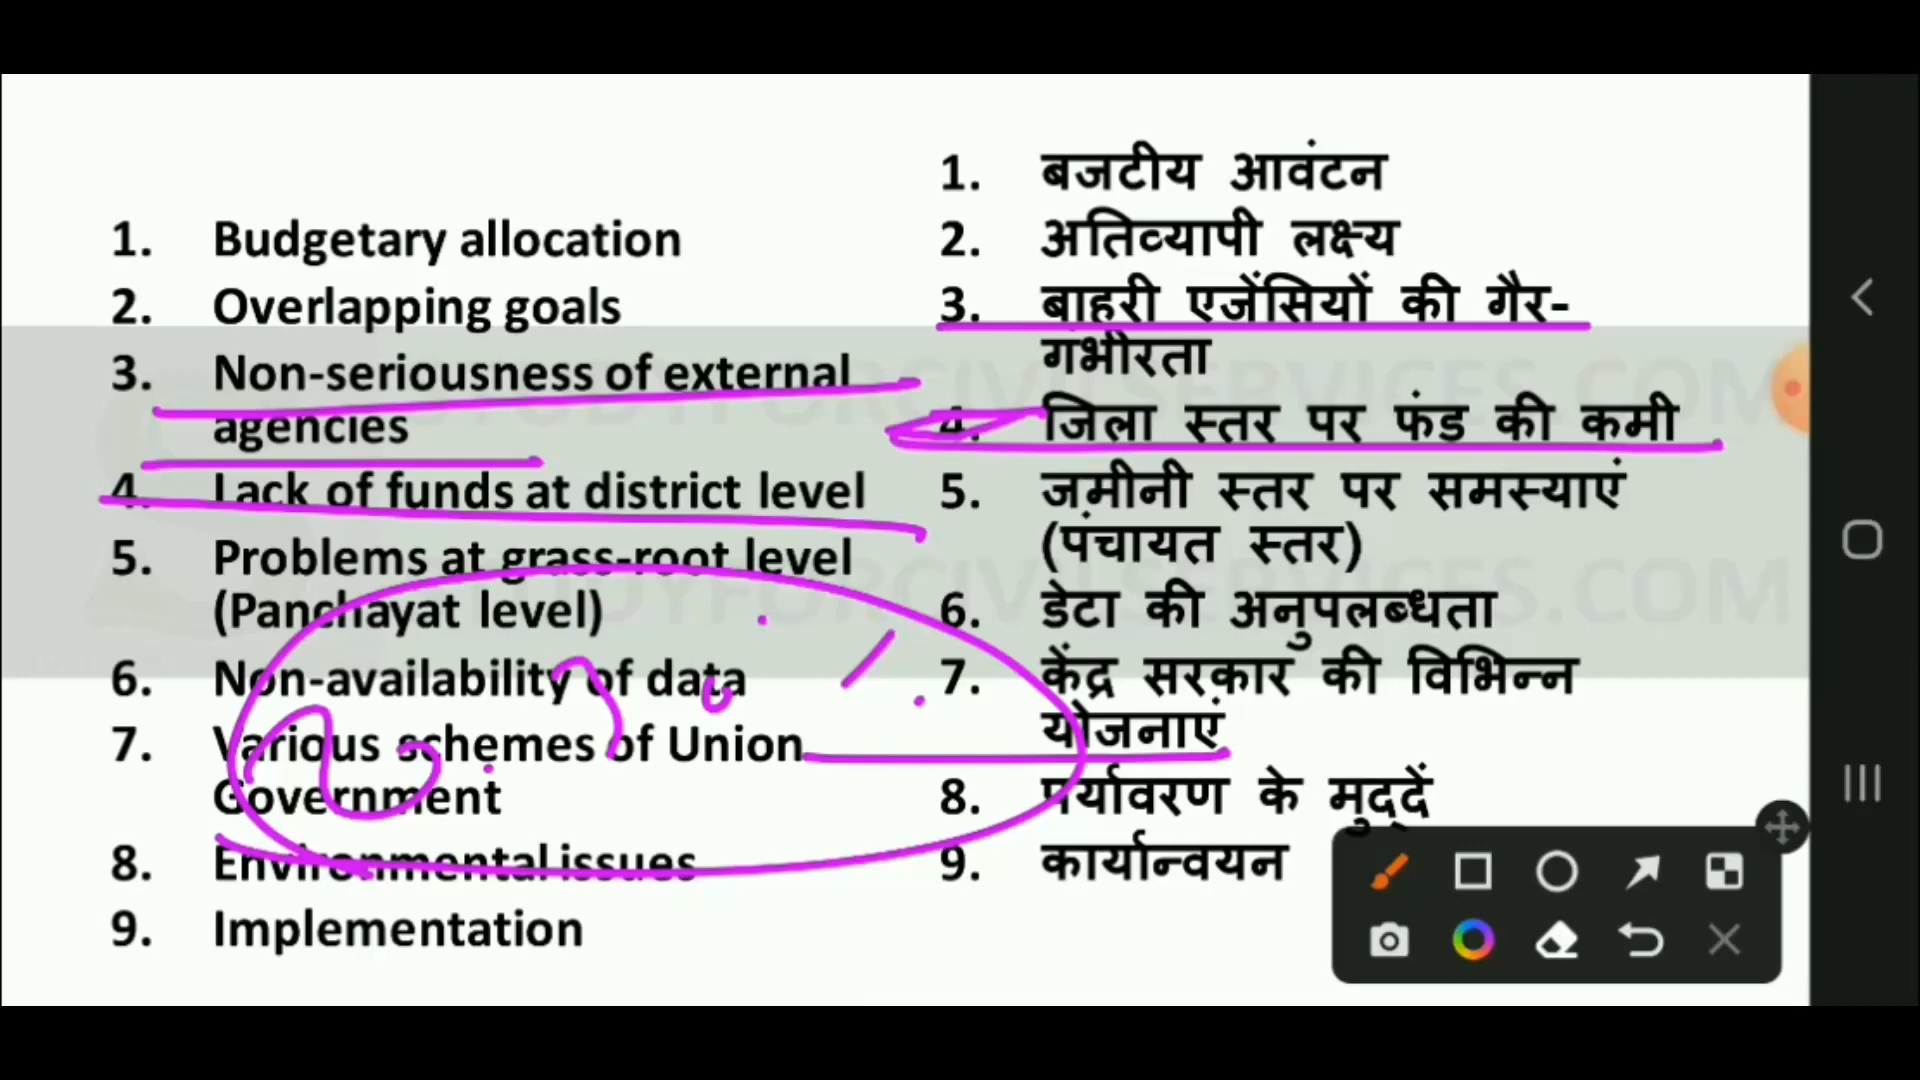 1. Budgetary allocation
2. Overlapping goals
3. Non-seriousness of external
agencies
4. Lack of funds at district level
5. Problems at grass-root level
(Panchayat level)
6. Non-availability of data
7. Various schemes of Union
Government
8. Environmental issues
9. Implementation
1. बजटीय आवंटन
2. अतिव्यापी लक्ष्य
3. बाहरी एजेंसियों की गैर-
गंभीरता
4. जिला स्तर पर फंड की कमी
5. जमीनी स्तर पर समस्याएं
(पंचायत स्तर)
6. डेटा की अनुपलब्धता
7. केंद्र सरकार की विभिन्न
योजनाएं
8. पर्यावरण के मुद्दें
9. कार्यान्वयन
STUDYFORCIVILSERVICES.COM
STUDYFORCIVILSERVICES.COM